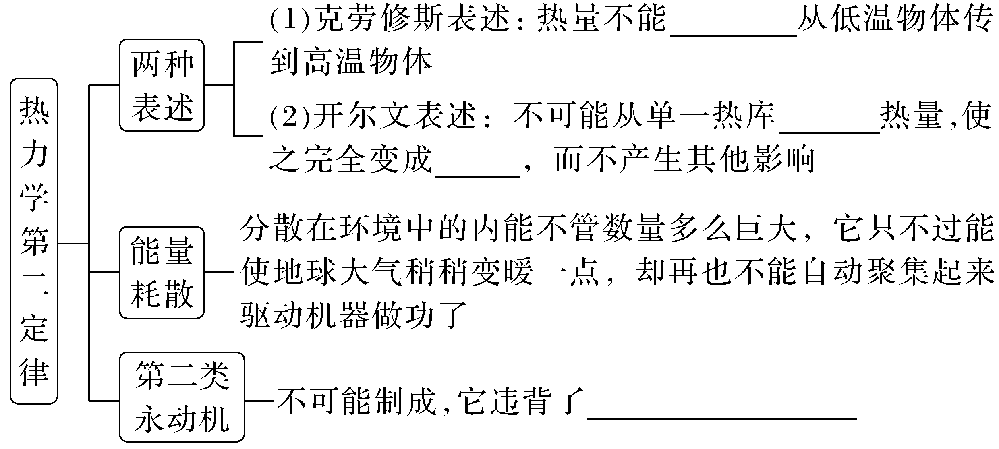 热力学第二定律
两种
表述
(1)克劳修斯表述：热量不能________从低温物体传
到高温物体
(2)开尔文表述：不可能从单一热库______热量,使
之完全变成_____，而不产生其他影响
能量
耗散
分散在环境中的内能不管数量多么巨大，它只不过能
使地球大气稍稍变暖一点，却再也不能自动聚集起来
驱动机器做功了
第二类
永动机
不可能制成,它违背了________________